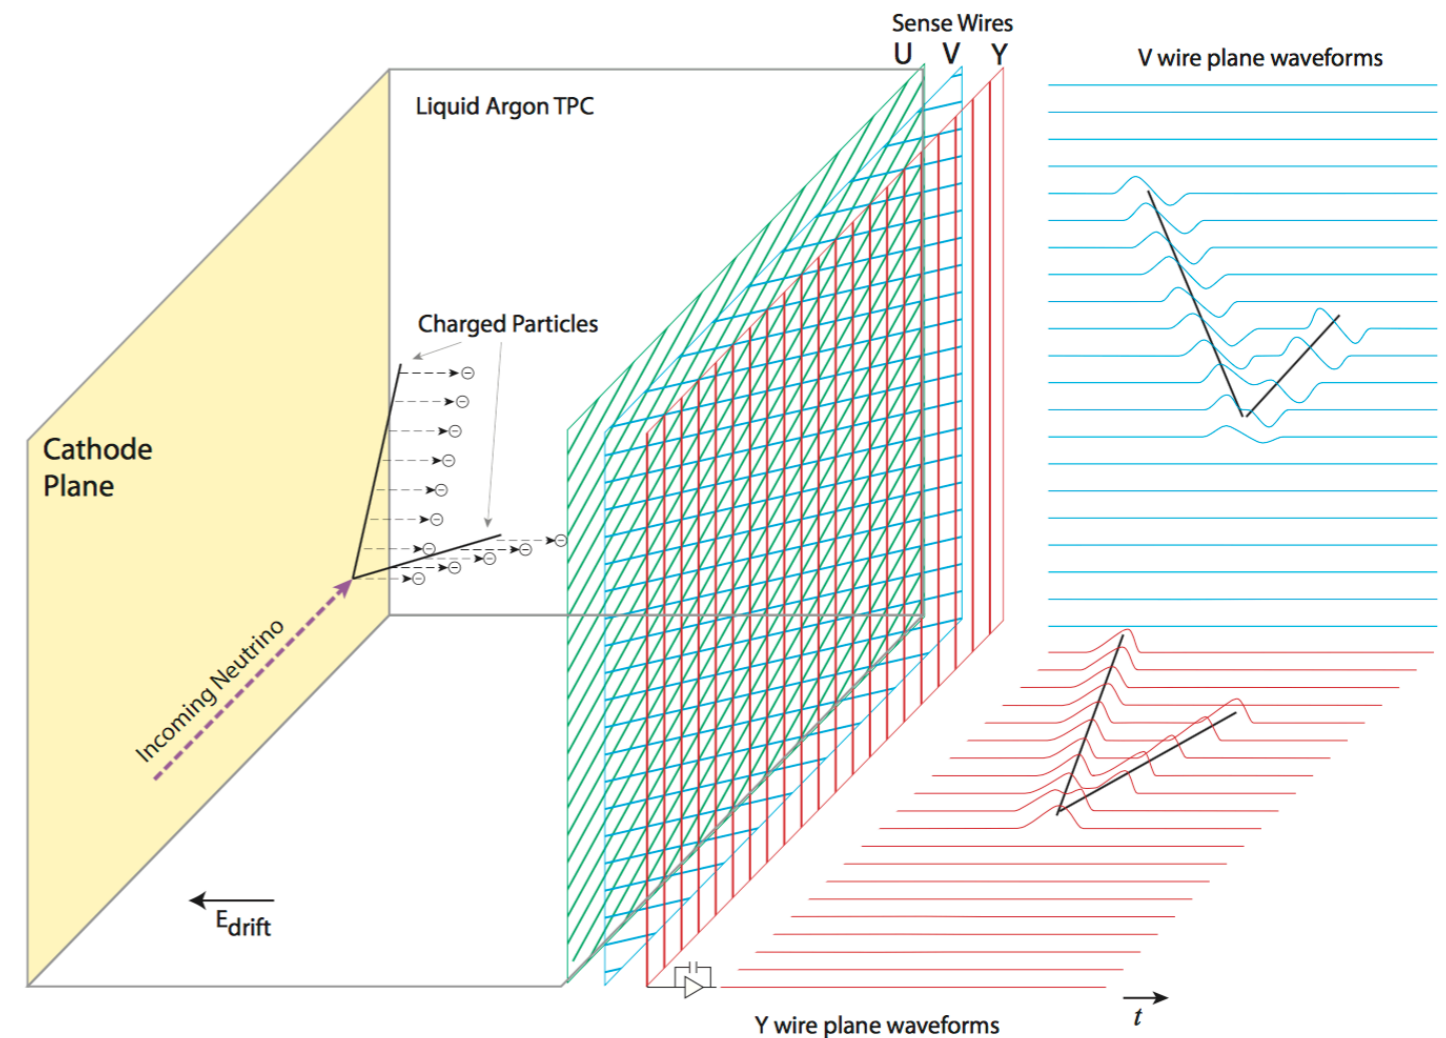 Sense Wires
U V Y
V wire plane waveforms
Liquid Argon TPC
Charged Particles
Cathode
Plane
Incoming Neutrino
Edrift
t
Y wire plane waveforms